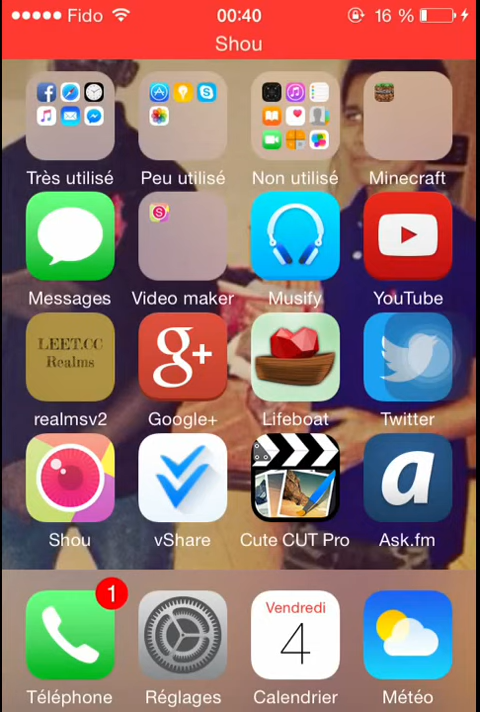 Fido 00:40 16 %
Shou
Très utilisé Peu utilisé Non utilisé Minecraft
Messages Video maker Musify YouTube
LEET.CC
Realms
g+
realmsv2 Google+ Lifeboat Twitter
a
Shou vShare Cute CUT Pro Ask.fm
1
Vendredi
4
Téléphone Réglages Calendrier Météo